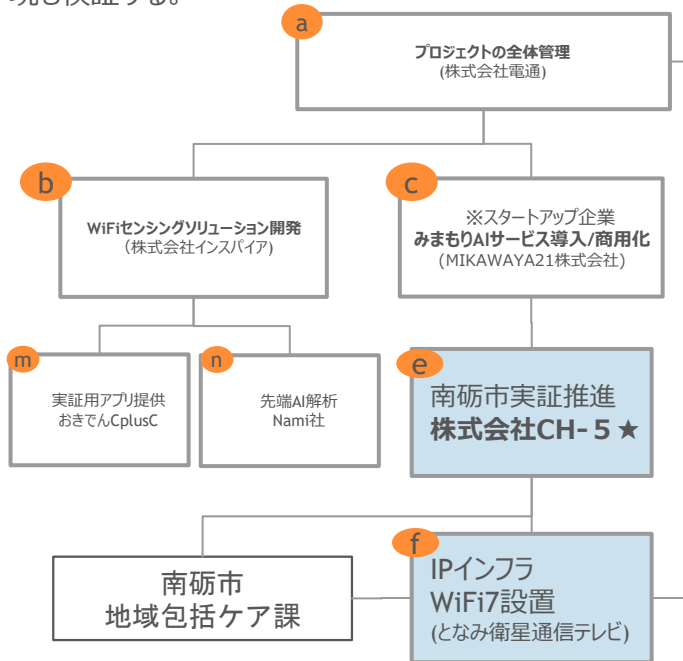 現も検証する。
a
プロジェクトの全体管理
(株式会社電通)
b
WiFiセンシングソリューション開発
(株式会社インスパイア)
c
※スタートアップ企業
みまもりAIサービス導入/商用化
(MIKAWAYA21株式会社)
m
実証用アプリ提供
おきでんCplusC
n
先端AI解析
Nami社
e
南砺市実証推進
株式会社CH-5★
南砺市
地域包括ケア課
f
IPインフラ
WiFi7設置
(となみ衛星通信テレビ)